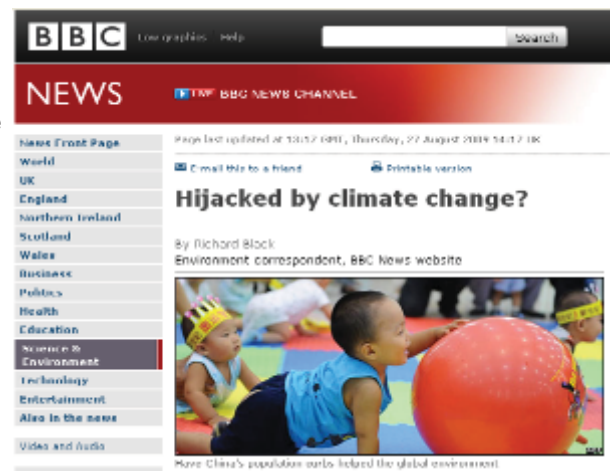 BBC
Low graphics Help Search
NEWS
LIVE BBC NEWS CHANNEL
Page last updated at 13:17 GMT, Thursday, 27 August 2009 14:17 UK
E-mail this to a friend Printable version
News Front Page
World
UK
England
Northern Ireland
Scotland
Wales
Business
Politics
Health
Education
Science &
Environment
Technology
Entertainment
Also in the news
Video and Audio
Hijacked by climate change?
By Richard Black
Environment correspondent, BBC News website
Have China's population curbs helped the global environment